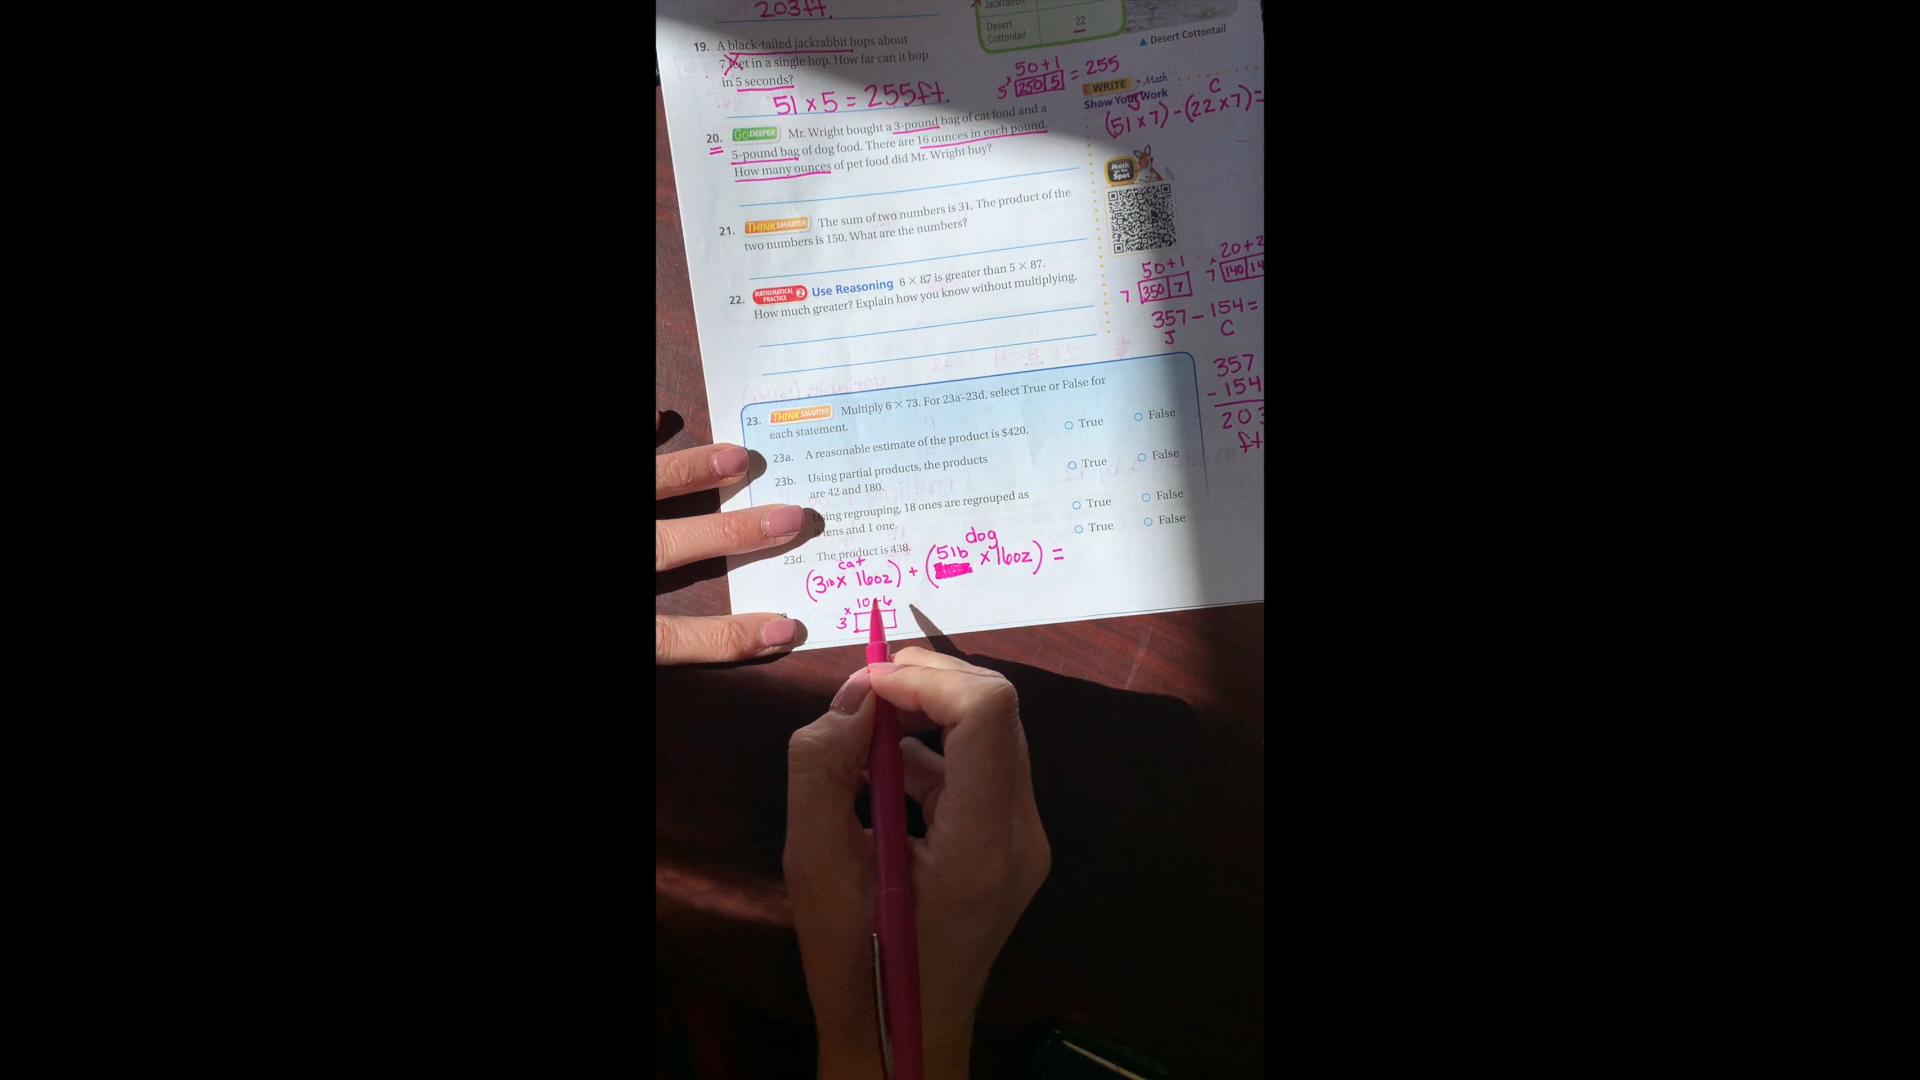 203ft.
Jackrabbit
Desert
Cottontail
22
▲ Desert Cottontail
19. A black-tailed jackrabbit hops about
7 feet in a single hop. How far can it hop
in 5 seconds?
51 x 5 = 255ft.
50+1
x
5 250 5 = 255
WRITE Math
Show Your Work
J C
(51 x 7) - (22 x 7) =
20. GO DEEPER Mr. Wright bought a 3-pound bag of cat food and a
5-pound bag of dog food. There are 16 ounces in each pound.
How many ounces of pet food did Mr. Wright buy?
Math
on the
Spot
21. THINK SMARTER The sum of two numbers is 31. The product of the
two numbers is 150. What are the numbers?
22. MATHEMATICAL PRACTICE 2 Use Reasoning 6 × 87 is greater than 5 × 87.
How much greater? Explain how you know without multiplying.
50+1
7 350 7
x 20+2
7 140 14
357 - 154 =
J C
357
- 154
203
ft
23. THINK SMARTER Multiply 6 × 73. For 23a–23d, select True or False for
each statement.
23a. A reasonable estimate of the product is $420. True False
23b. Using partial products, the products
are 42 and 180. True False
Using regrouping, 18 ones are regrouped as
tens and 1 one. True False
23d. The product is 438. True False
cat dog
(3lb x 16oz) + (5lb x 16oz) =
x 10+6
3